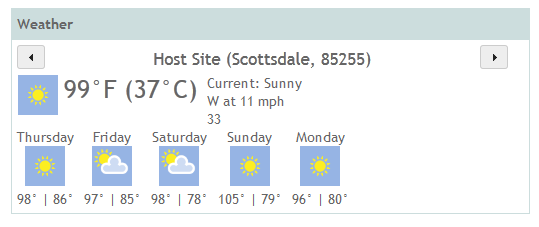 Weather
Host Site (Scottsdale, 85255)
99°F (37°C)
Current: Sunny
W at 11 mph
33
Thursday Friday Saturday Sunday Monday
98° | 86° 97° | 85° 98° | 78° 105° | 79° 96° | 80°